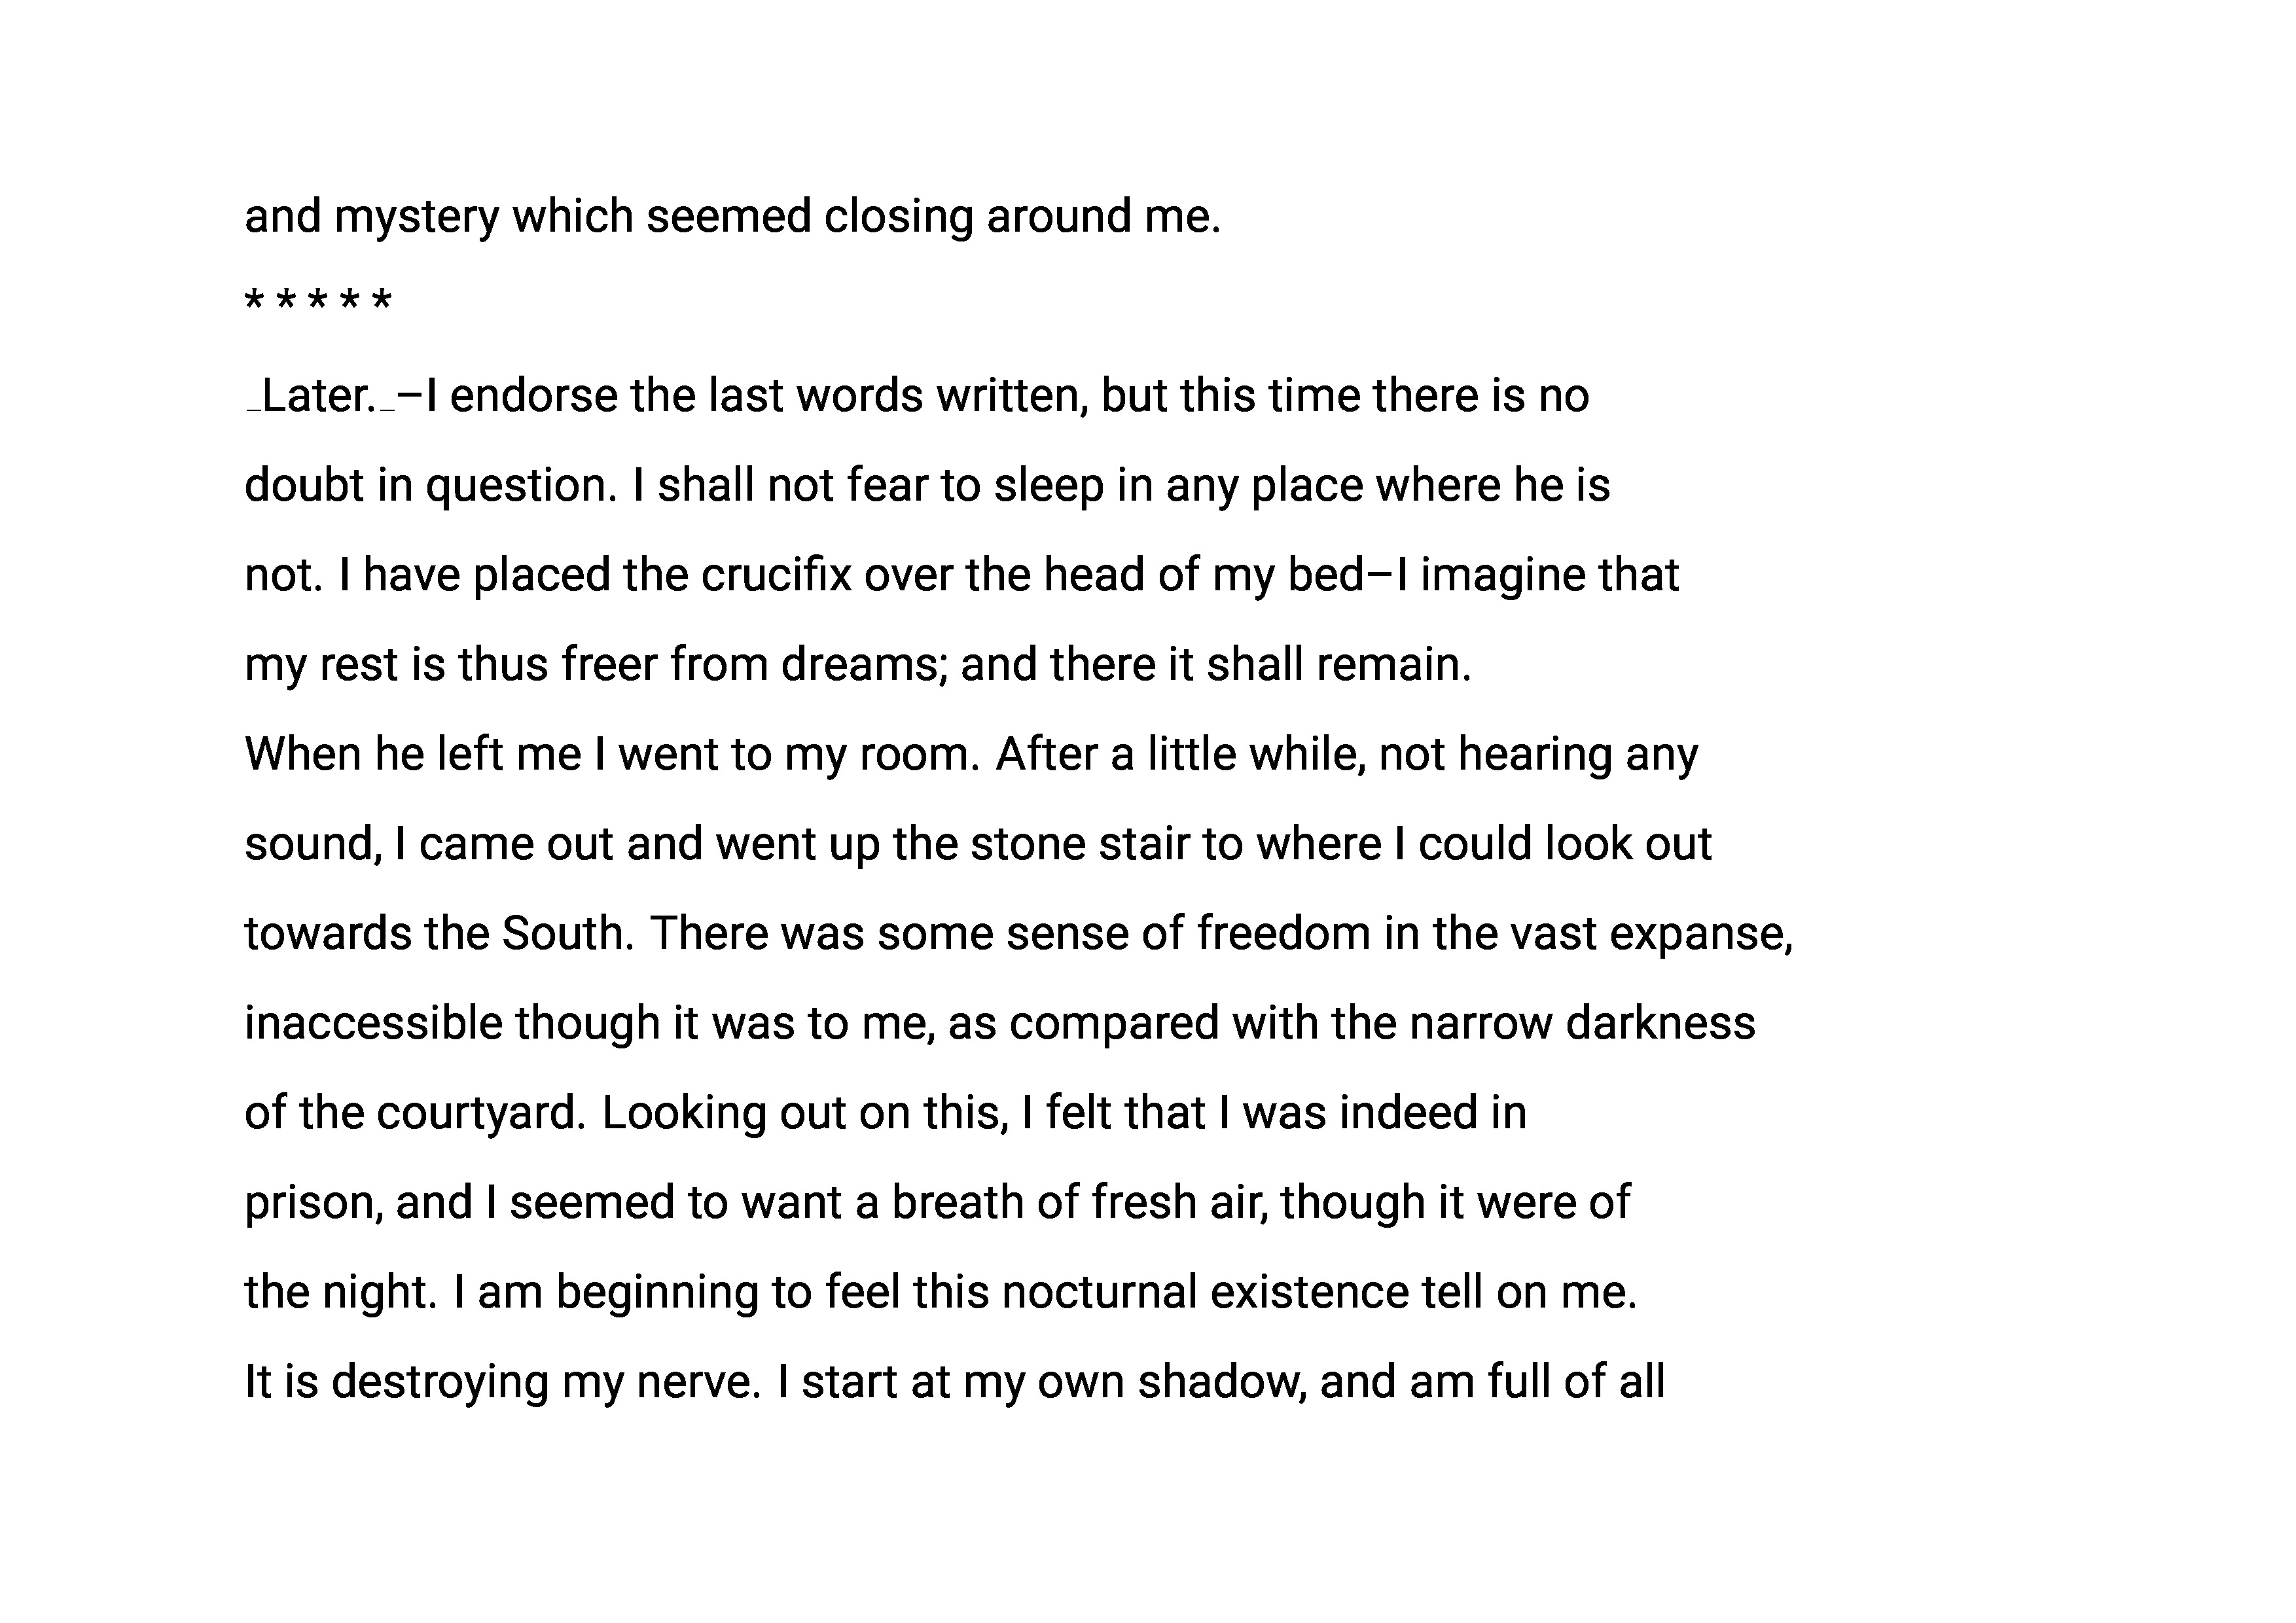 and mystery which seemed closing around me.
* * * * *
_Later._–I endorse the last words written, but this time there is no
doubt in question. I shall not fear to sleep in any place where he is
not. I have placed the crucifix over the head of my bed–I imagine that
my rest is thus freer from dreams; and there it shall remain.
When he left me I went to my room. After a little while, not hearing any
sound, I came out and went up the stone stair to where I could look out
towards the South. There was some sense of freedom in the vast expanse,
inaccessible though it was to me, as compared with the narrow darkness
of the courtyard. Looking out on this, I felt that I was indeed in
prison, and I seemed to want a breath of fresh air, though it were of
the night. I am beginning to feel this nocturnal existence tell on me.
It is destroying my nerve. I start at my own shadow, and am full of all